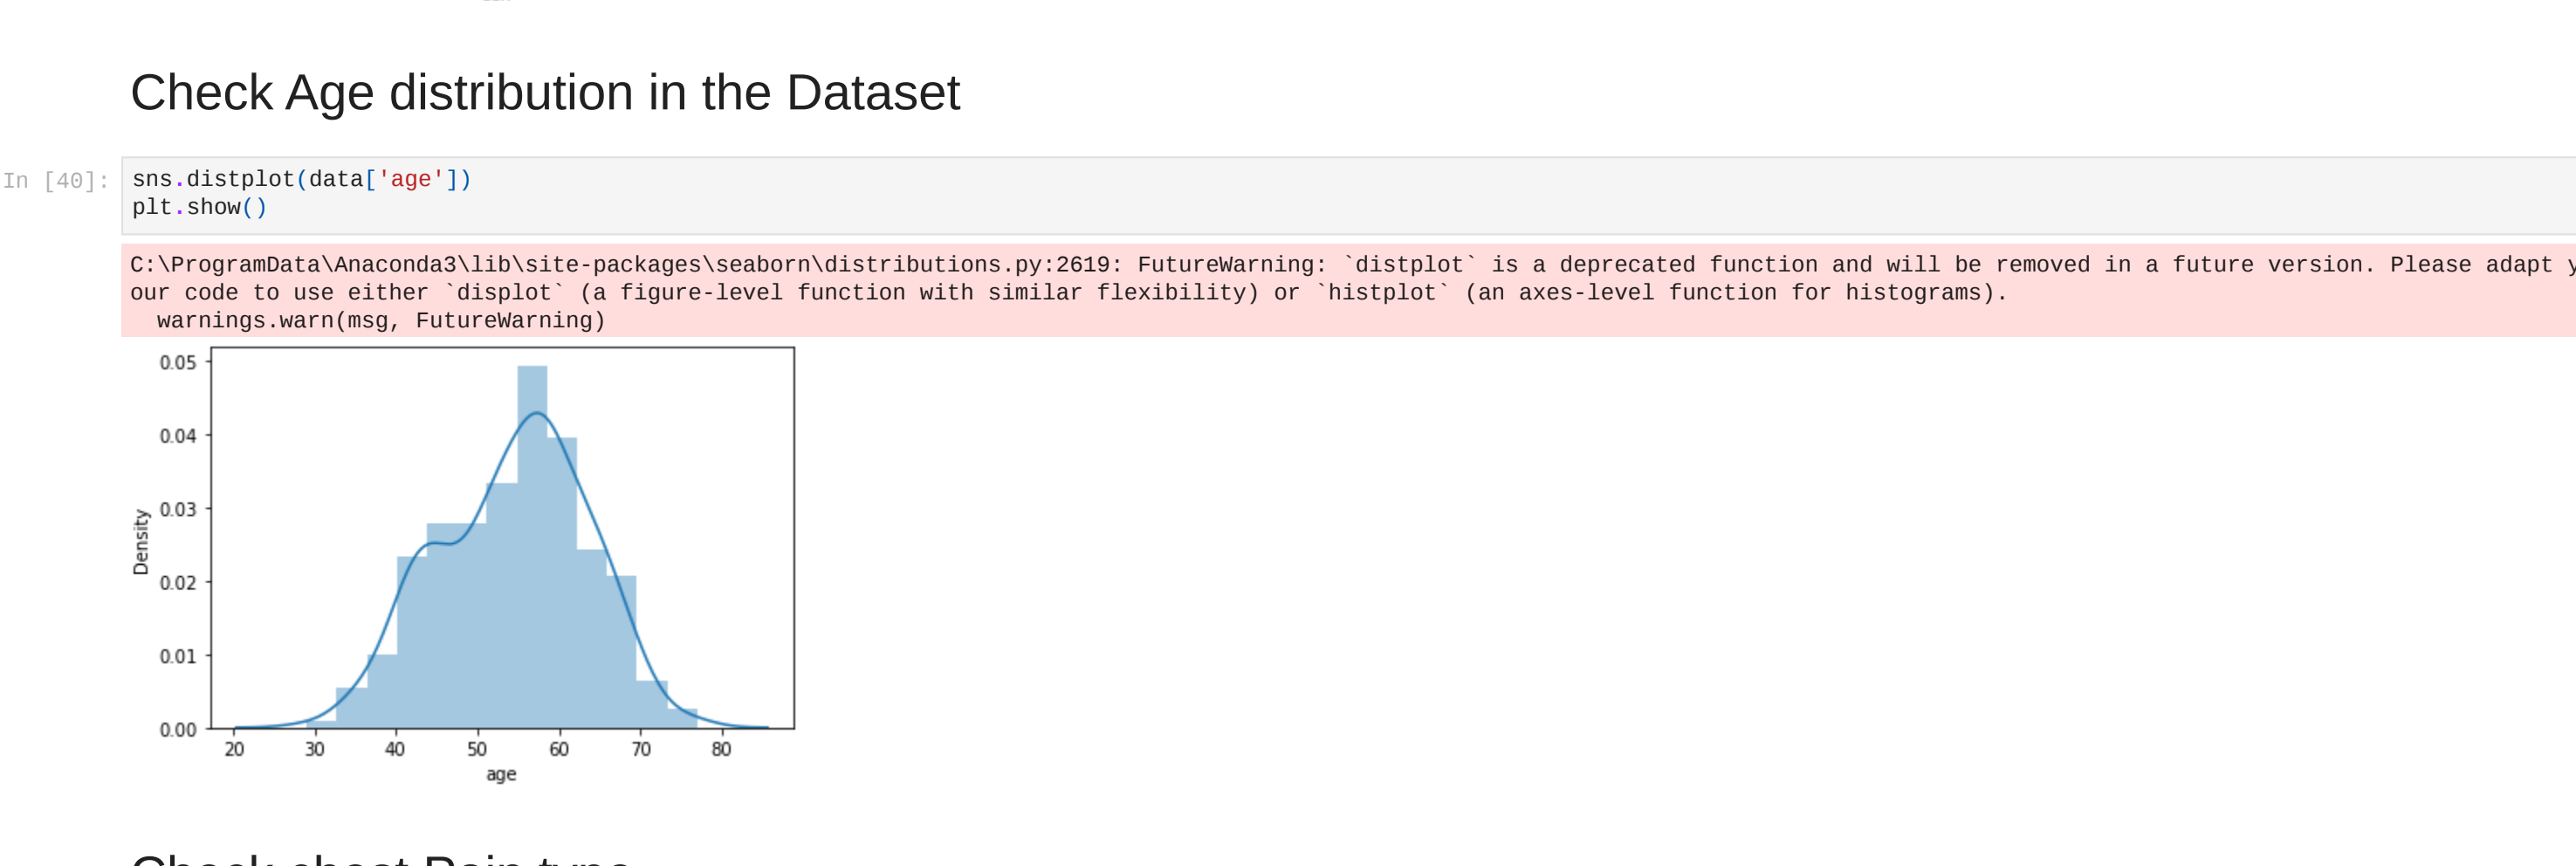 Check Age distribution in the Dataset
In [40]:
sns.distplot(data['age'])
plt.show()
C:\ProgramData\Anaconda3\lib\site-packages\seaborn\distributions.py:2619: FutureWarning: `distplot` is a deprecated function and will be removed in a future version. Please adapt y
our code to use either `displot` (a figure-level function with similar flexibility) or `histplot` (an axes-level function for histograms).
warnings.warn(msg, FutureWarning)
0.05
0.04
0.03
0.02
0.01
0.00
Density
20 30 40 50 60 70 80
age
Check chest Pain type